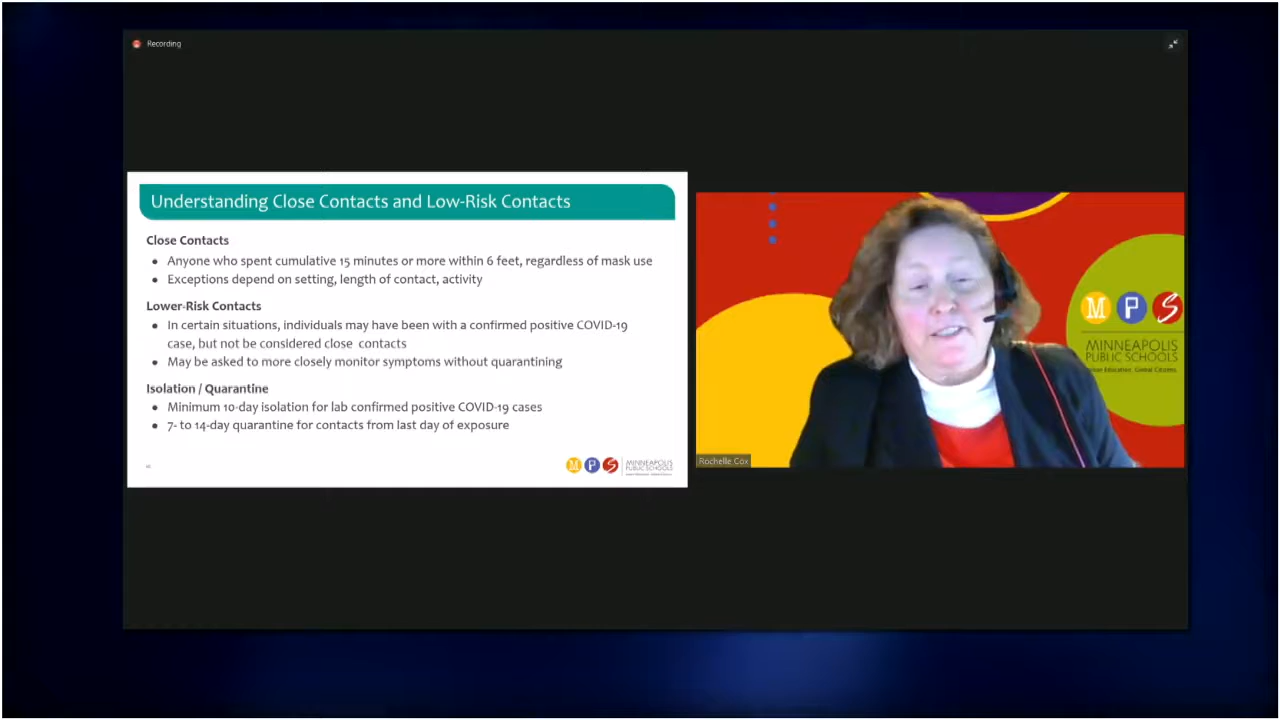 Recording
Understanding Close Contacts and Low-Risk Contacts
Close Contacts
● Anyone who spent cumulative 15 minutes or more within 6 feet, regardless of mask use
● Exceptions depend on setting, length of contact, activity
Lower-Risk Contacts
● In certain situations, individuals may have been with a confirmed positive COVID-19
case, but not be considered close contacts
● May be asked to more closely monitor symptoms without quarantining
Isolation / Quarantine
● Minimum 10-day isolation for lab confirmed positive COVID-19 cases
● 7- to 14-day quarantine for contacts from last day of exposure
M P S MINNEAPOLIS
PUBLIC SCHOOLS
M P S
MINNEAPOLIS
PUBLIC SCHOOLS
Education. Global Citizens.
Rochelle Cox